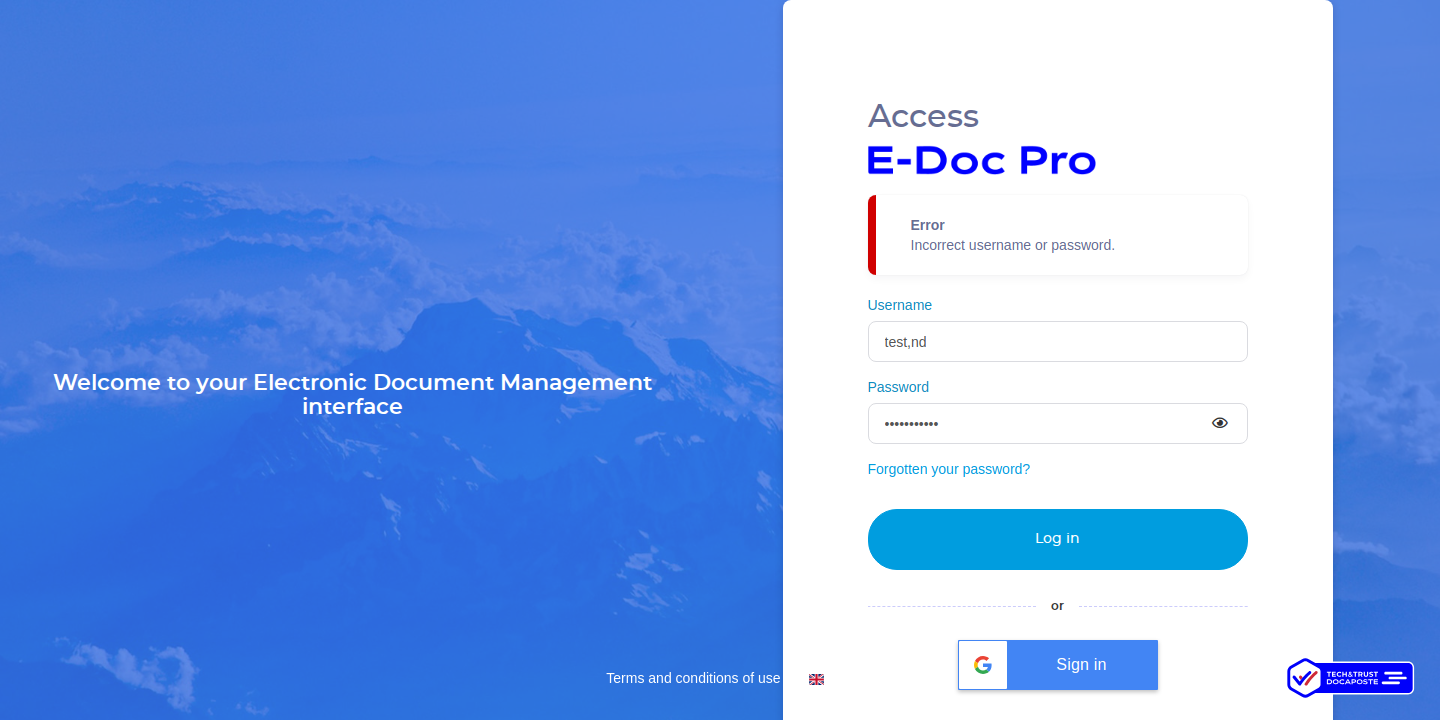 Access
E-Doc Pro
Error
Incorrect username or password.
Username
test,nd
Password
•••••••••••
Forgotten your password?
Log in
or
Sign in
Welcome to your Electronic Document Management
interface
Terms and conditions of use
TECH&TRUST
DOCAPOSTE